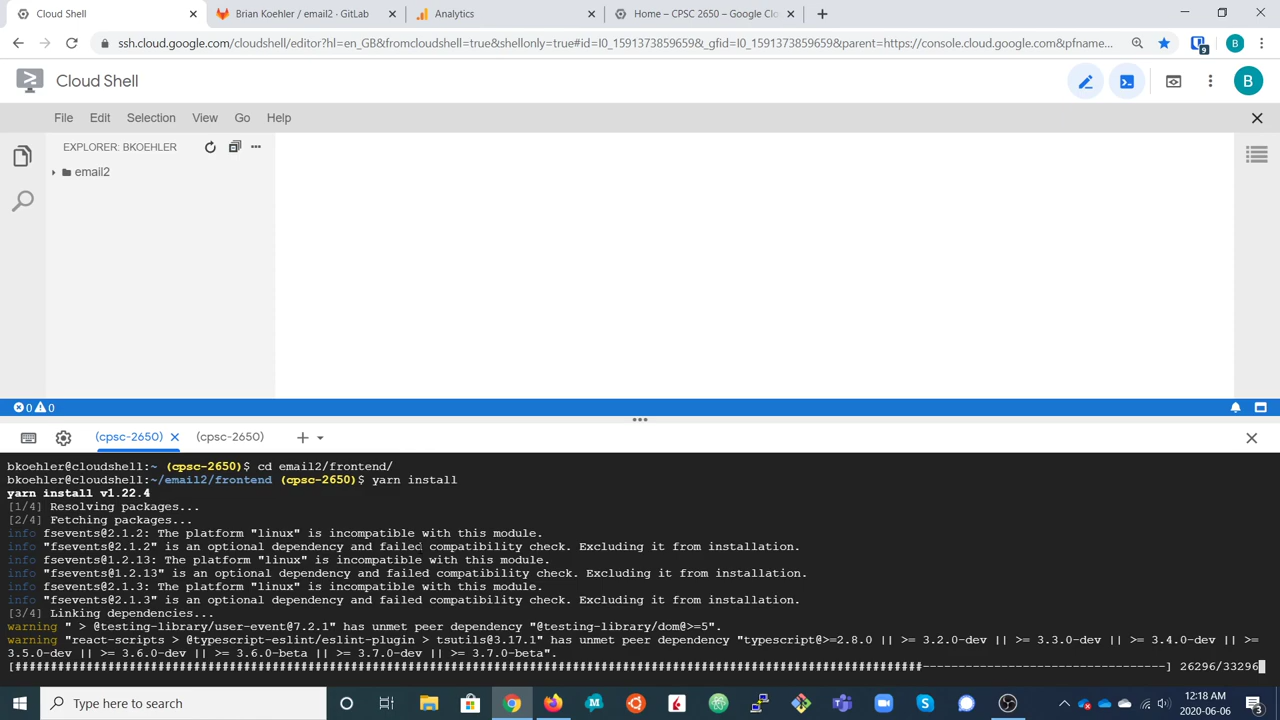 Cloud Shell
Brian Koehler / email2 · GitLab
Analytics
Home – CPSC 2650 – Google Clo
ssh.cloud.google.com/cloudshell/editor?hl=en_GB&fromcloudshell=true&shellonly=true#id=I0_1591373859659&_gfid=I0_1591373859659&parent=https://console.cloud.google.com&pfname...
9
B
Cloud Shell
B
File Edit Selection View Go Help
EXPLORER: BKOEHLER
email2
0 0
(cpsc-2650) (cpsc-2650)
bkoehler@cloudshell:~ (cpsc-2650)$ cd email2/frontend/
bkoehler@cloudshell:~/email2/frontend (cpsc-2650)$ yarn install
yarn install v1.22.4
[1/4] Resolving packages...
[2/4] Fetching packages...
info fsevents@2.1.2: The platform "linux" is incompatible with this module.
info "fsevents@2.1.2" is an optional dependency and failed compatibility check. Excluding it from installation.
info fsevents@1.2.13: The platform "linux" is incompatible with this module.
info "fsevents@1.2.13" is an optional dependency and failed compatibility check. Excluding it from installation.
info fsevents@2.1.3: The platform "linux" is incompatible with this module.
info "fsevents@2.1.3" is an optional dependency and failed compatibility check. Excluding it from installation.
[3/4] Linking dependencies...
warning " > @testing-library/user-event@7.2.1" has unmet peer dependency "@testing-library/dom@>=5".
warning "react-scripts > @typescript-eslint/eslint-plugin > tsutils@3.17.1" has unmet peer dependency "typescript@>=2.8.0 || >= 3.2.0-dev || >= 3.3.0-dev || >= 3.4.0-dev || >=
3.5.0-dev || >= 3.6.0-dev || >= 3.6.0-beta || >= 3.7.0-dev || >= 3.7.0-beta".
26296/33296
Type here to search
12:18 AM
2020-06-06
3